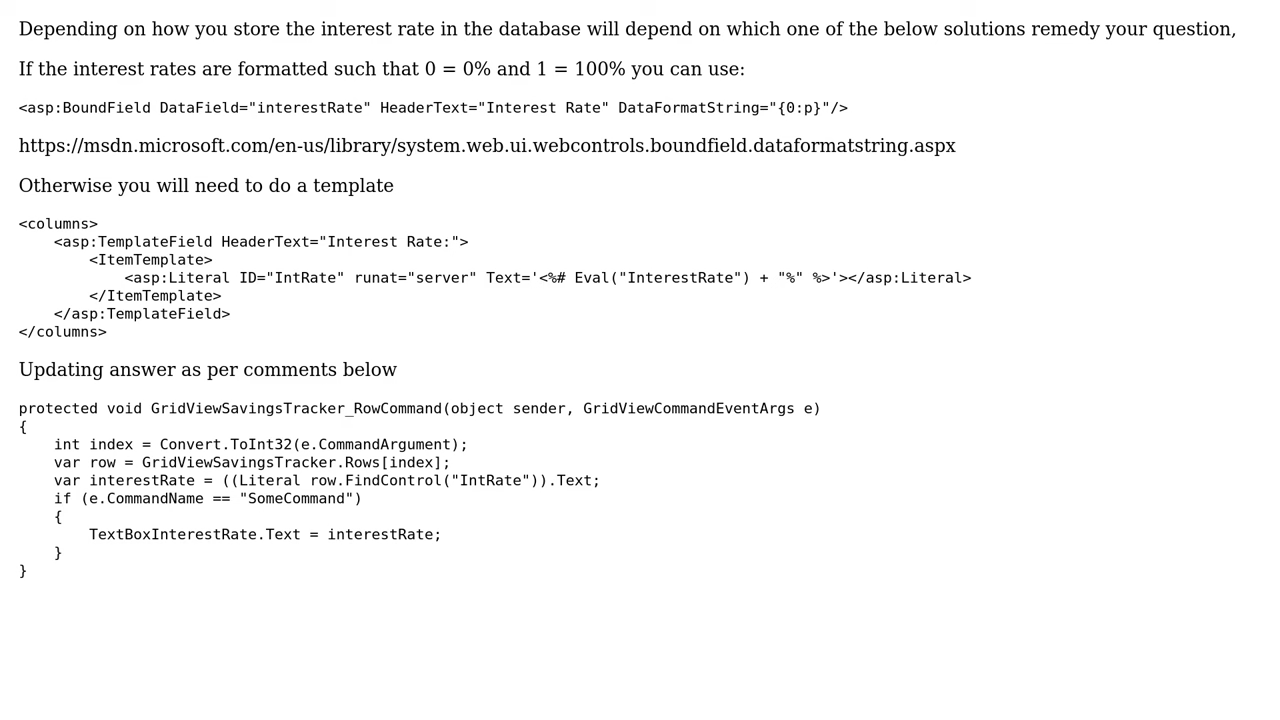 Depending on how you store the interest rate in the database will depend on which one of the below solutions remedy your question,
If the interest rates are formatted such that 0 = 0% and 1 = 100% you can use:
<asp:BoundField DataField="interestRate" HeaderText="Interest Rate" DataFormatString="{0:p}"/>
https://msdn.microsoft.com/en-us/library/system.web.ui.webcontrols.boundfield.dataformatstring.aspx
Otherwise you will need to do a template
<columns>
    <asp:TemplateField HeaderText="Interest Rate:">
        <ItemTemplate>
            <asp:Literal ID="IntRate" runat="server" Text='<%# Eval("InterestRate") + "%" %>'></asp:Literal>
        </ItemTemplate>
    </asp:TemplateField>
</columns>
Updating answer as per comments below
protected void GridViewSavingsTracker_RowCommand(object sender, GridViewCommandEventArgs e)
{
    int index = Convert.ToInt32(e.CommandArgument);
    var row = GridViewSavingsTracker.Rows[index];
    var interestRate = ((Literal row.FindControl("IntRate")).Text;
    if (e.CommandName == "SomeCommand")
    {
        TextBoxInterestRate.Text = interestRate;
    }
}